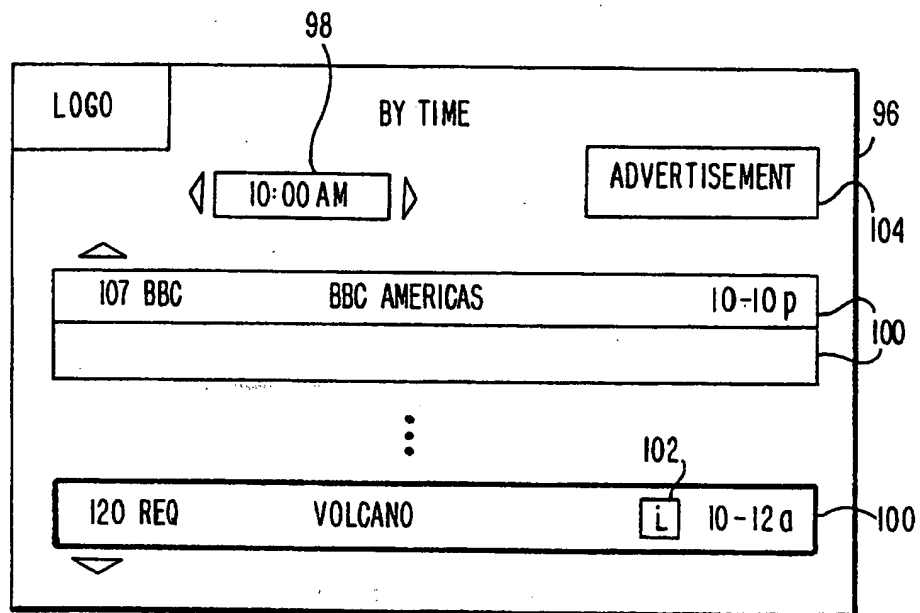 98
LOGO
BY TIME
96
10:00 AM
ADVERTISEMENT
104
107 BBC BBC AMERICAS 10-10 p
100
102
120 REQ VOLCANO i 10-12 a
100